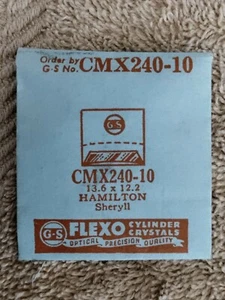 Order by
G-S No. CMX240-10
G-S
CMX240-10
13.6 x 12.2
HAMILTON
Sheryll
G-S FLEXO CYLINDER
CRYSTALS
OPTICAL PRECISION QUALITY